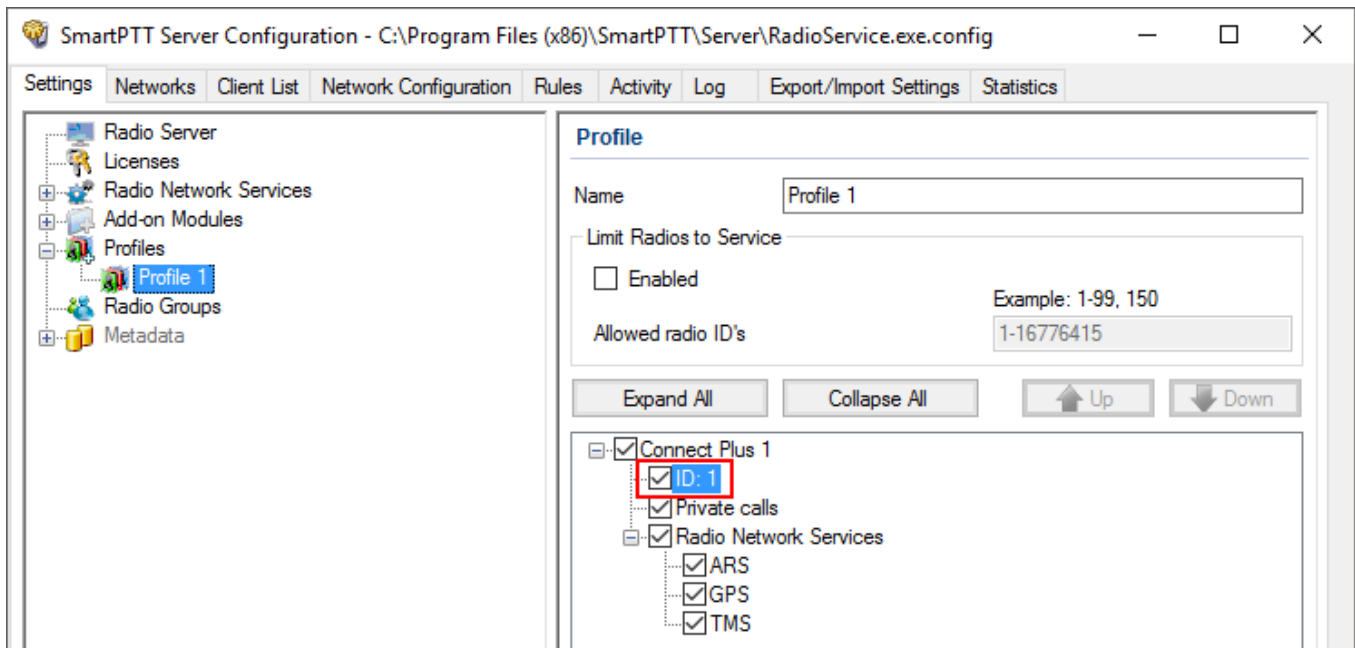 SmartPTT Server Configuration - C:\Program Files (x86)\SmartPTT\Server\RadioService.exe.config
Settings Networks Client List Network Configuration Rules Activity Log Export/Import Settings Statistics
Radio Server
Licenses
Radio Network Services
Add-on Modules
Profiles
Profile 1
Radio Groups
Metadata
Profile
Name Profile 1
Limit Radios to Service
Enabled
Example: 1-99, 150
Allowed radio ID's 1-16776415
Expand All Collapse All Up Down
Connect Plus 1
ID: 1
Private calls
Radio Network Services
ARS
GPS
TMS